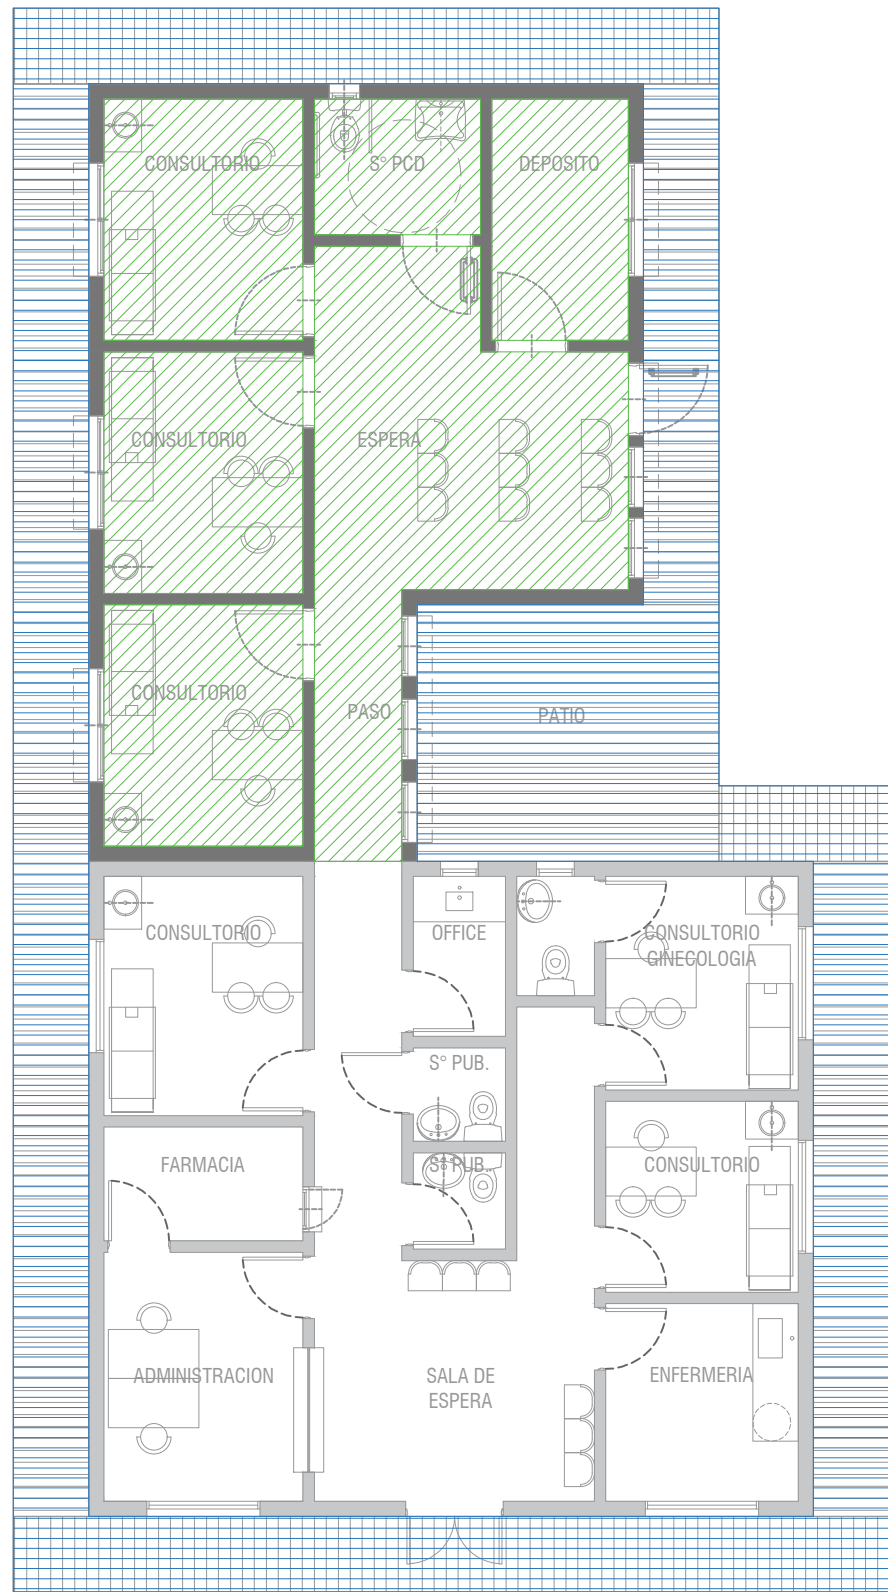 CONSULTORIO
S° PCD
DEPOSITO
CONSULTORIO
ESPERA
CONSULTORIO
PASO
PATIO
CONSULTORIO
OFFICE
CONSULTORIO
GINECOLOGIA
S° PUB.
FARMACIA
S° PUB.
CONSULTORIO
ADMINISTRACION
SALA DE
ESPERA
ENFERMERIA